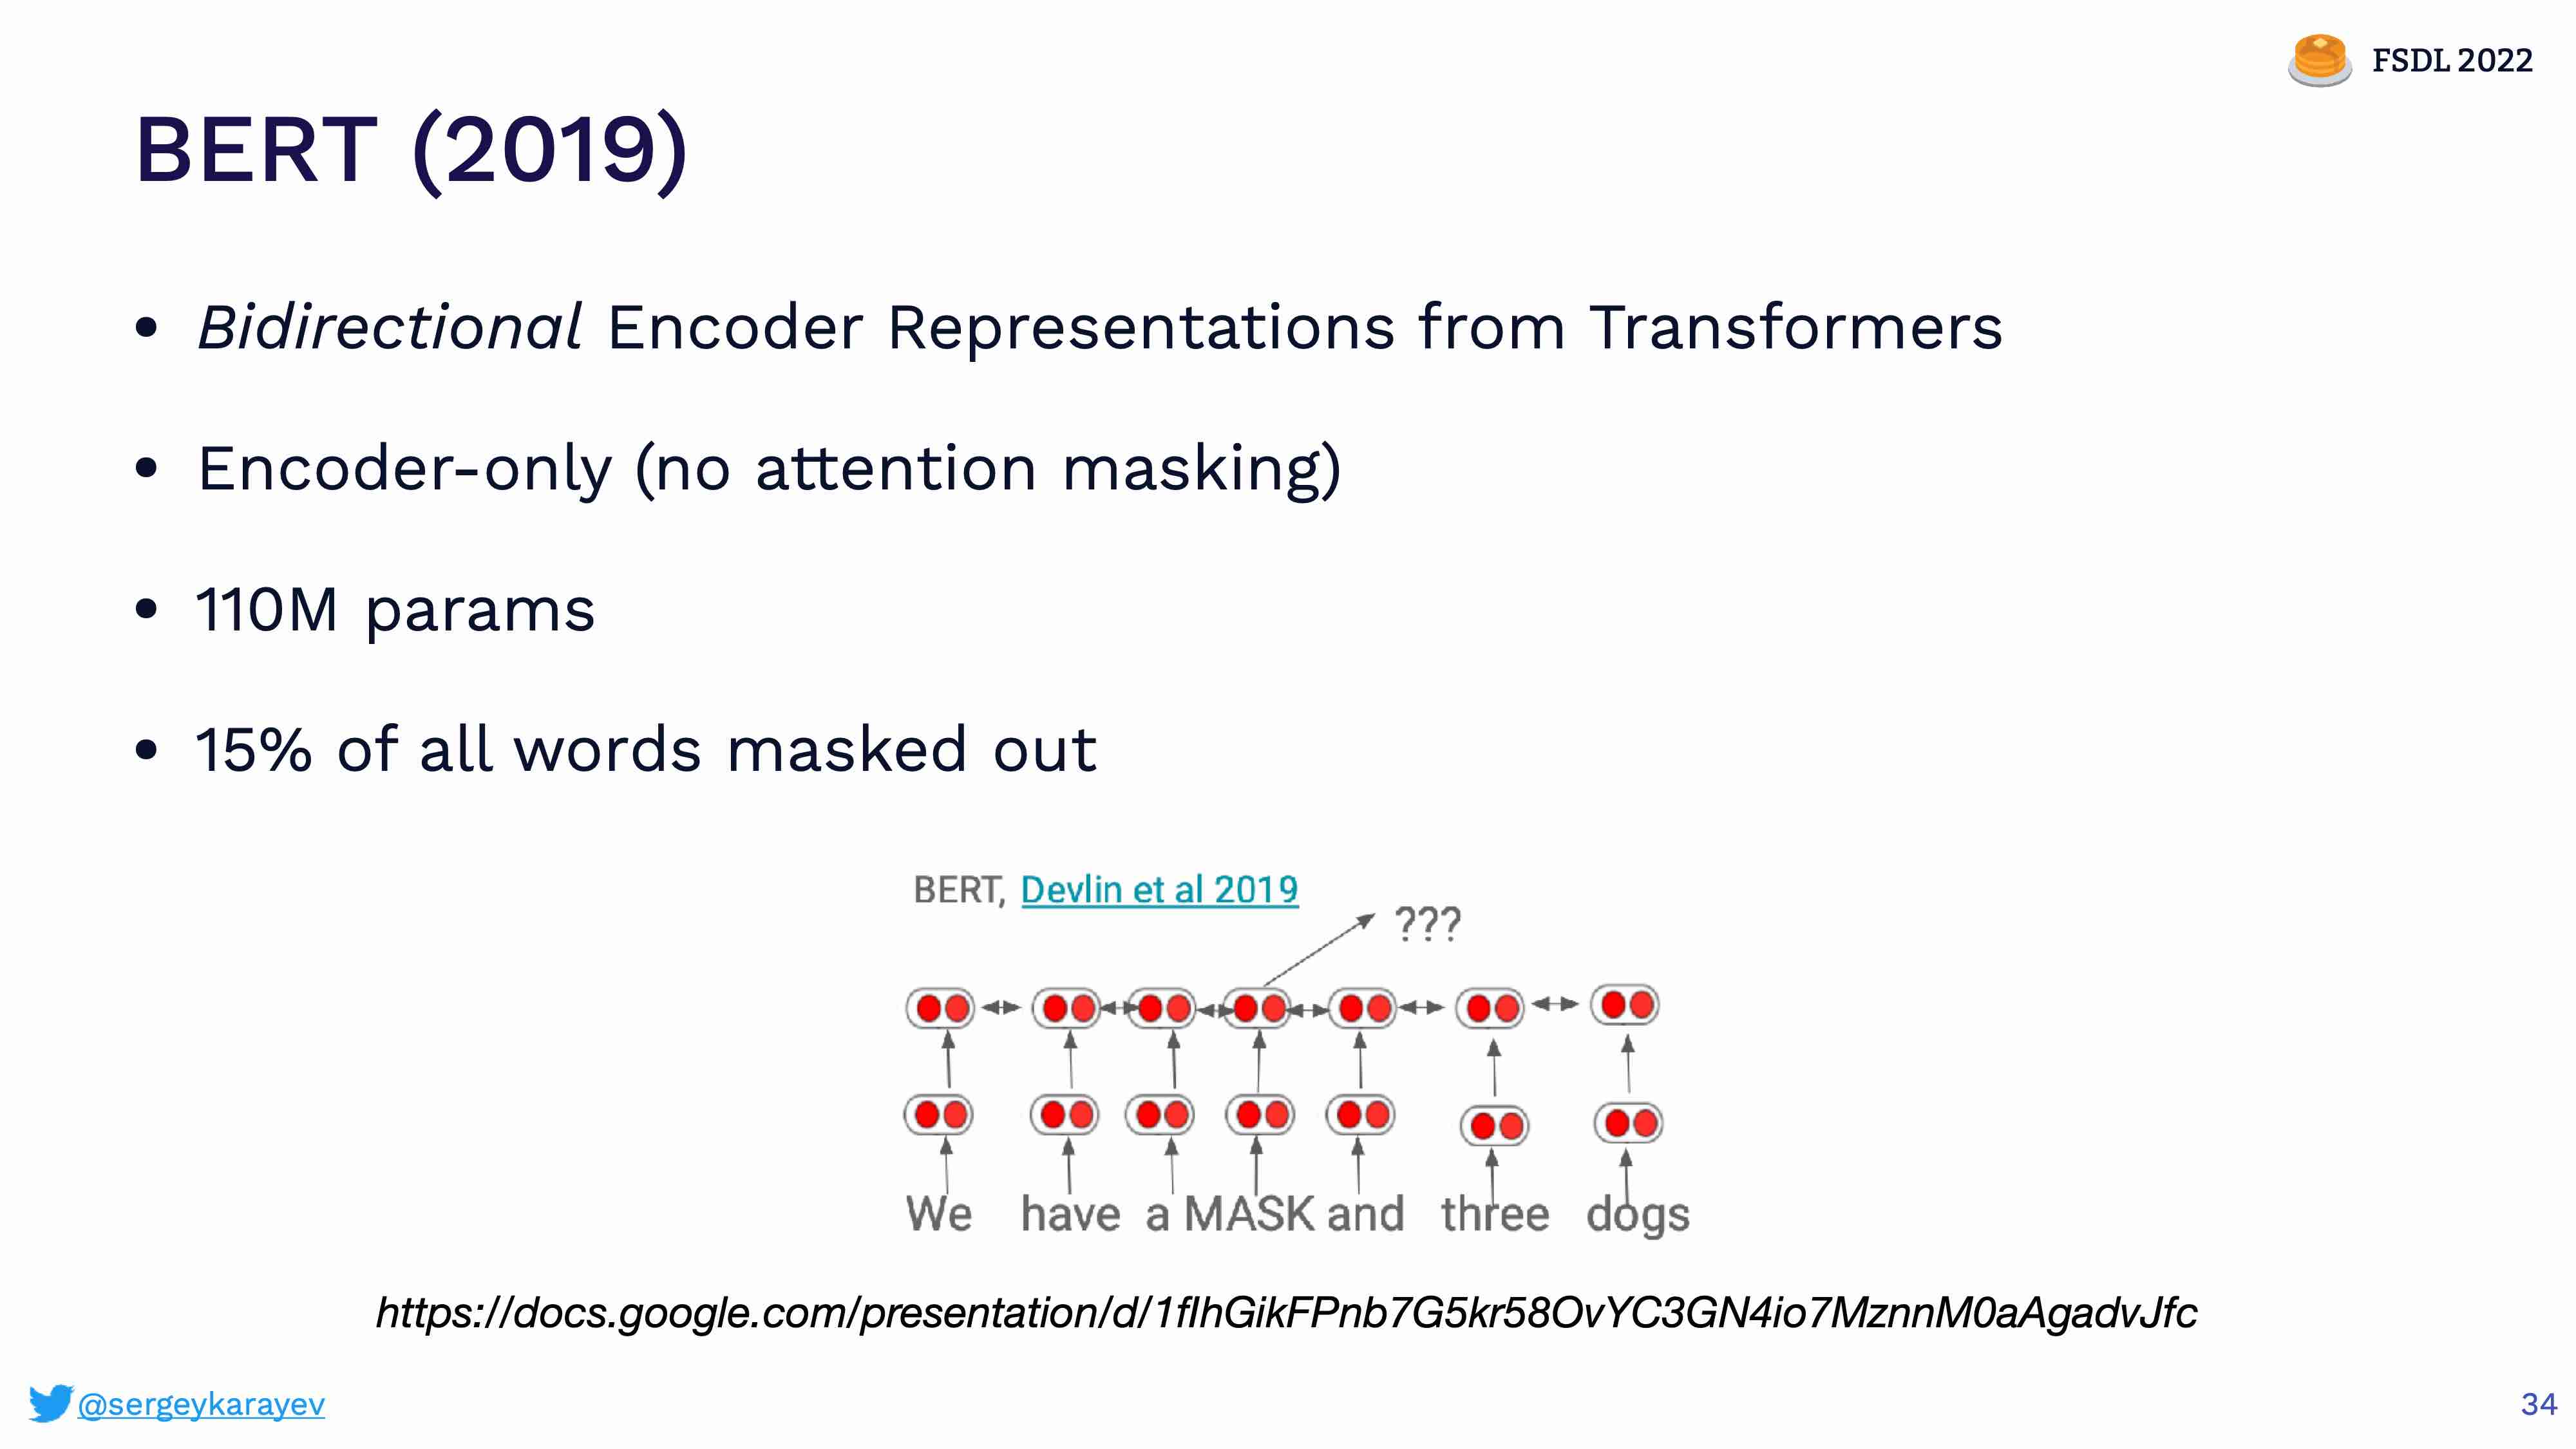 FSDL 2022
BERT (2019)
• Bidirectional Encoder Representations from Transformers
• Encoder-only (no attention masking)
• 110M params
• 15% of all words masked out
BERT, Devlin et al 2019
???
We have a MASK and three dogs
https://docs.google.com/presentation/d/1fIhGikFPnb7G5kr58OvYC3GN4io7MznnM0aAgadvJfc
@sergeykarayev
34